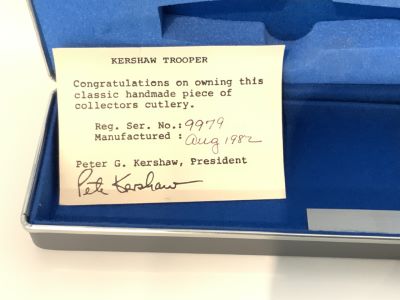 KERSHAW TROOPER
Congratulations on owning this
classic handmade piece of
collectors cutlery.
Reg. Ser. No.: 9979
Manufactured : Aug 1982
Peter G. Kershaw, President
Pete Kershaw